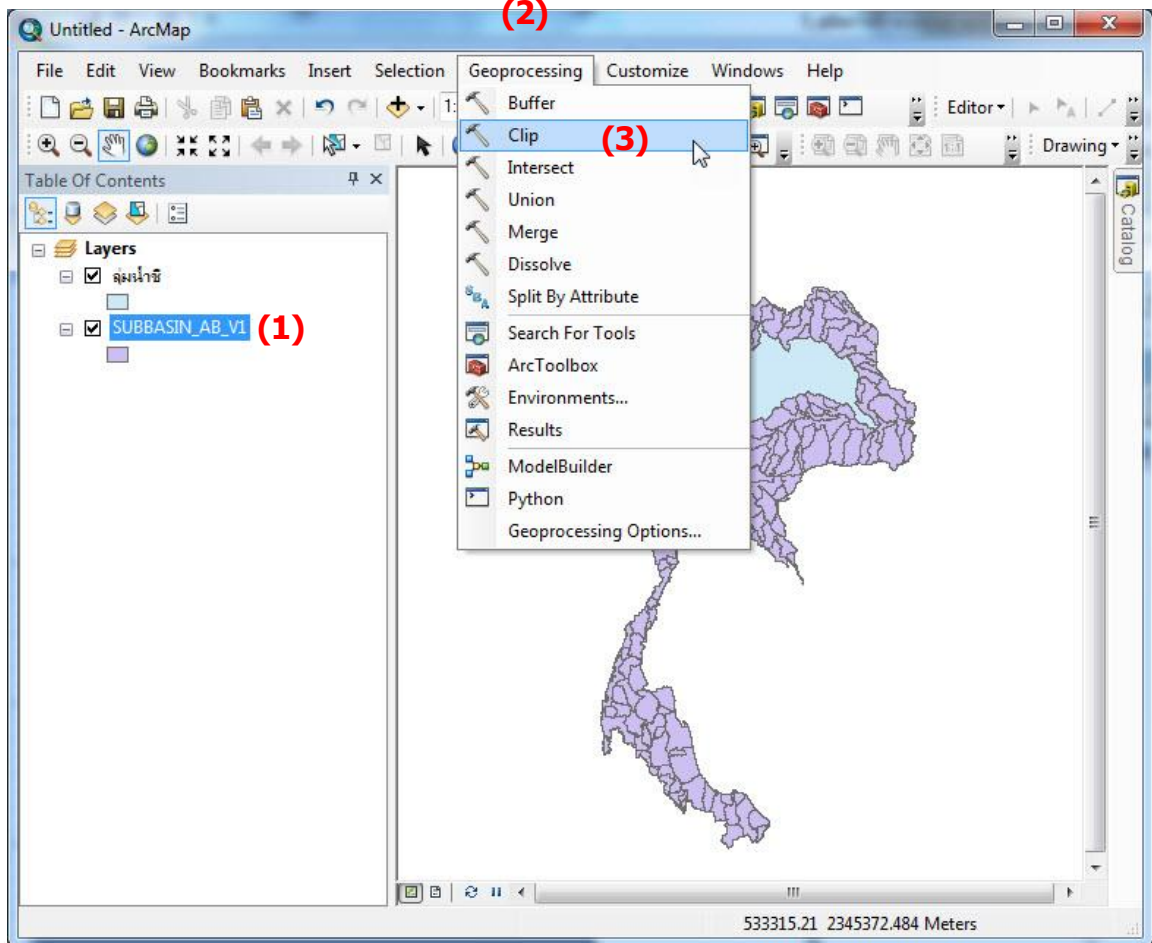 (2)
Untitled - ArcMap
File Edit View Bookmarks Insert Selection Geoprocessing Customize Windows Help
1:
Editor
Drawing
Buffer
Clip (3)
Intersect
Union
Merge
Dissolve
Split By Attribute
Search For Tools
ArcToolbox
Environments...
Results
ModelBuilder
Python
Geoprocessing Options...
Table Of Contents
Layers
ลุ่มน้ำชี
SUBBASIN_AB_V1 (1)
Catalog
533315.21 2345372.484 Meters